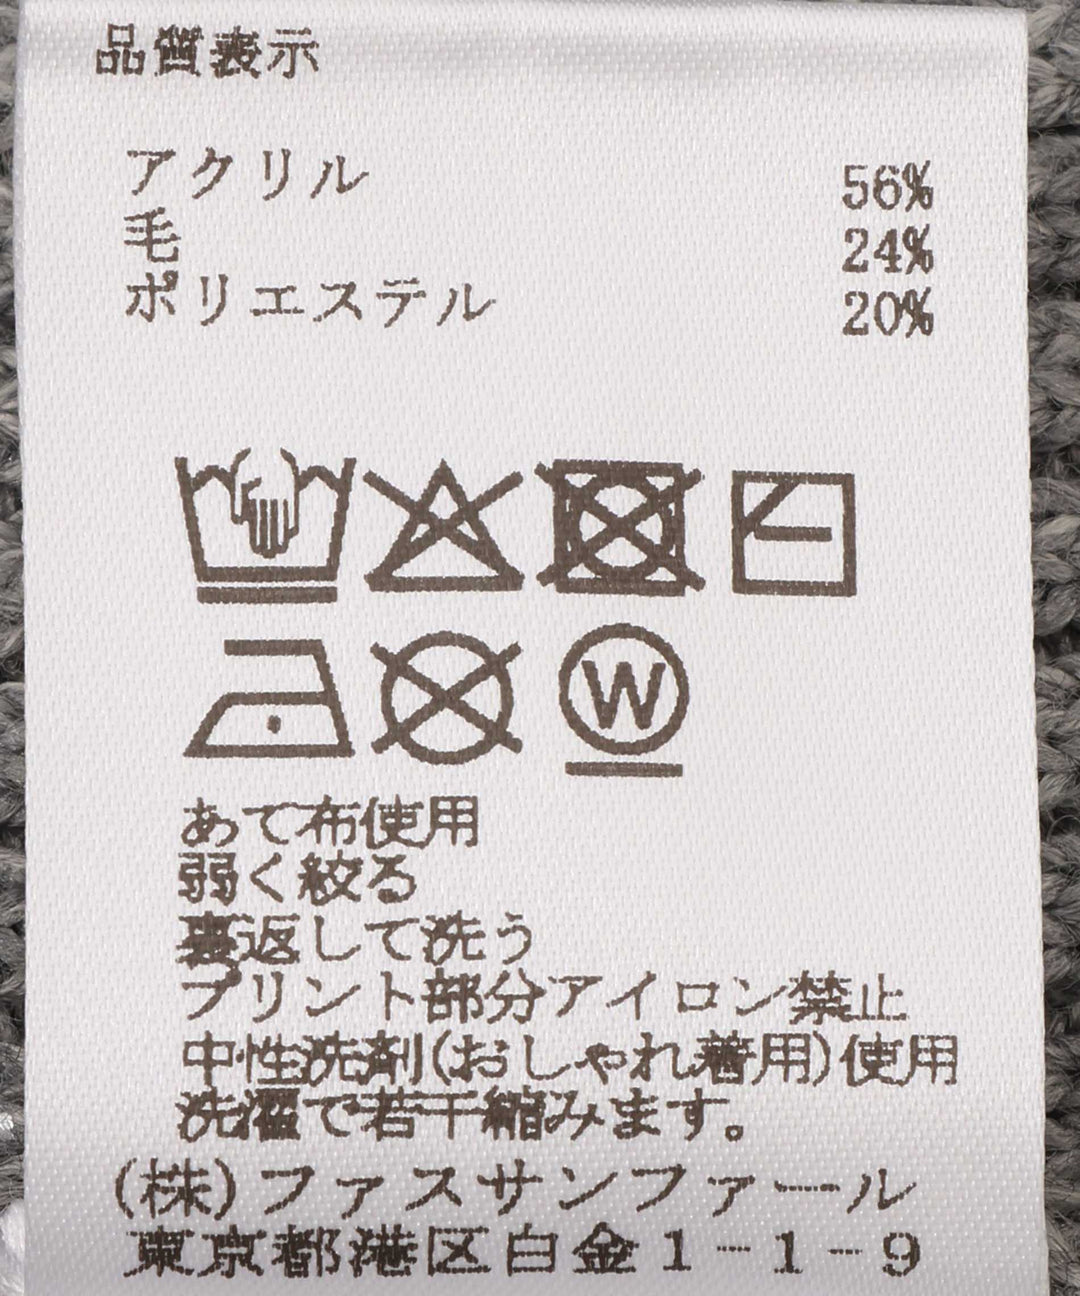 品質表示
アクリル 56%
毛 24%
ポリエステル 20%
W
あて布使用
弱く絞る
裏返して洗う
プリント部分アイロン禁止
中性洗剤(おしゃれ着用)使用
洗濯で若干縮みます。
(株)ファスサンファール
東京都港区白金1-1-9